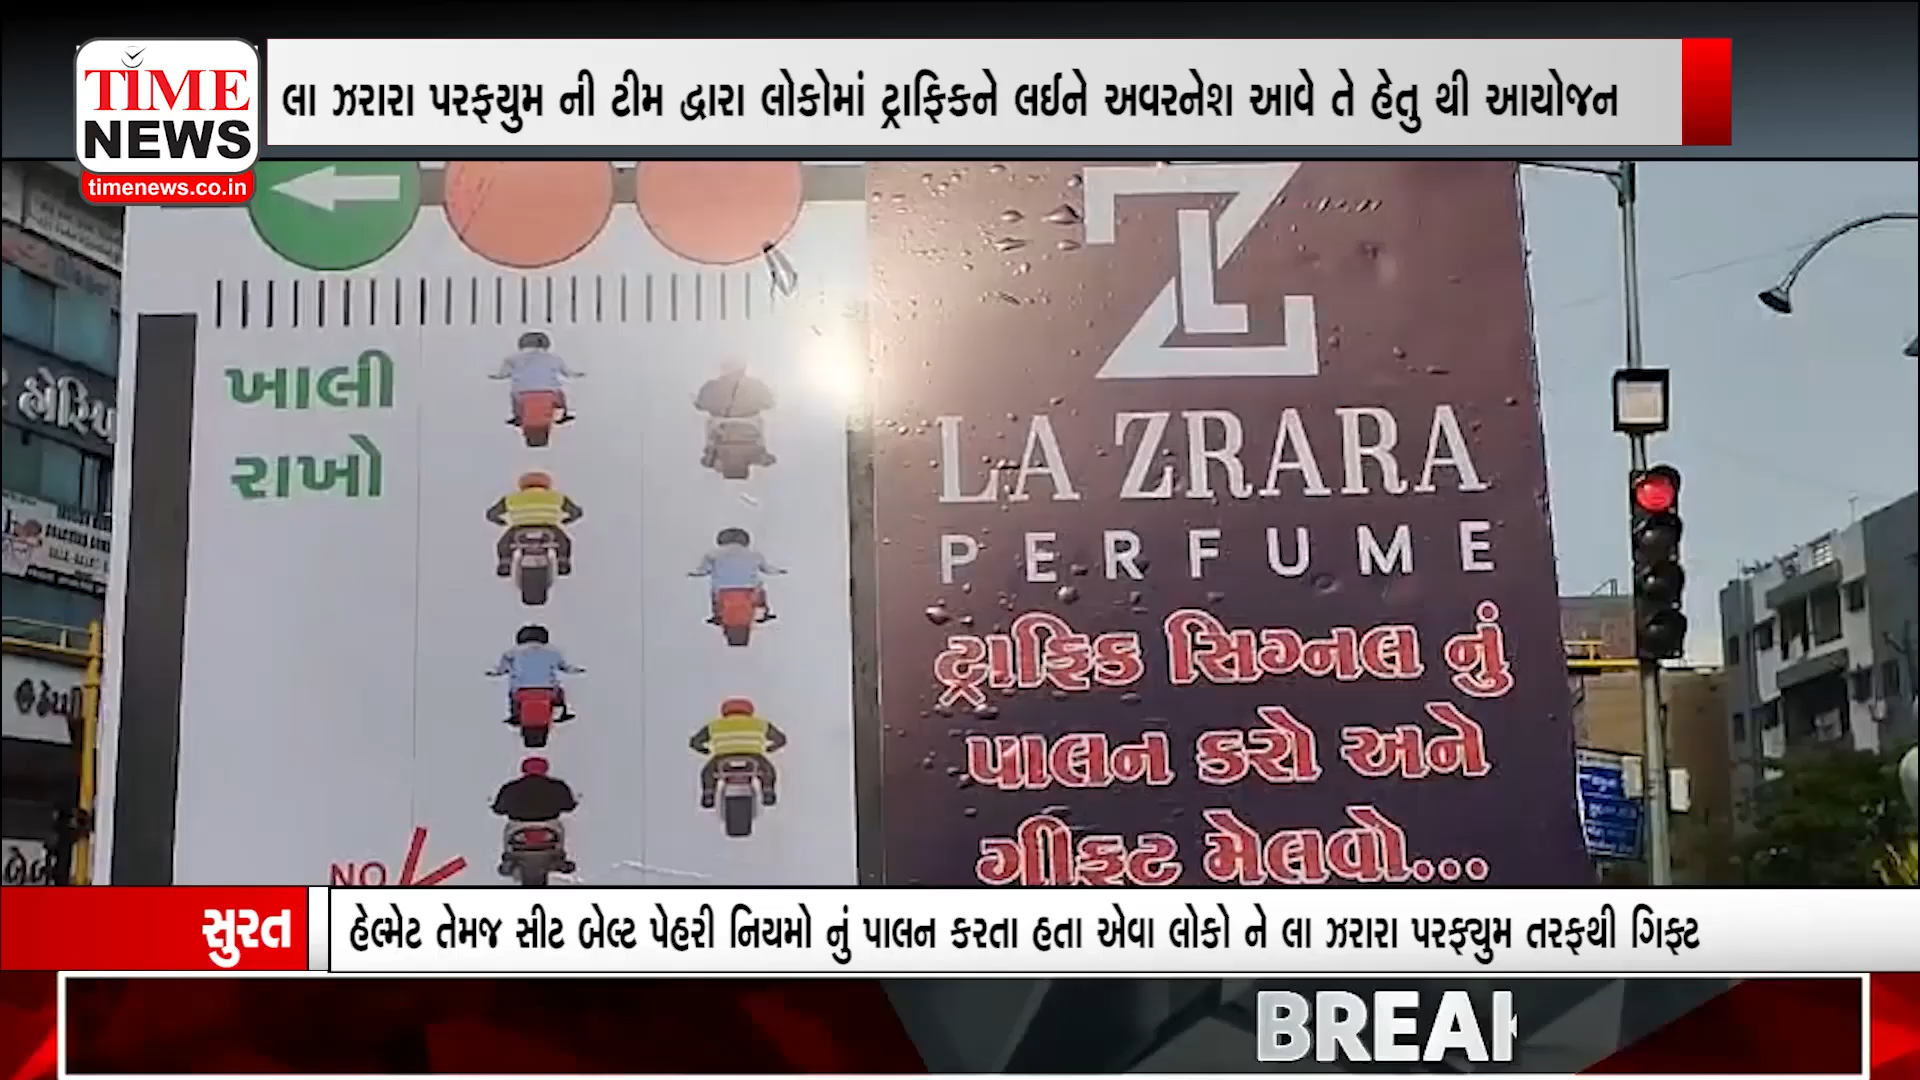 TIME
NEWS
timenews.co.in
લા ઝરારા પરફ્યુમ ની ટીમ દ્વારા લોકોમાં ટ્રાફિકને લઈને અવરનેશ આવે તે હેતુ થી આયોજન
ખાલી
રાખો
NO
LA ZRARA
PERFUME
ટ્રાફિક સિગ્નલ નું
પાલન કરો અને
ગીફ્ટ મેલવો...
સુરત
હેલ્મેટ તેમજ સીટ બેલ્ટ પેહરી નિયમો નું પાલન કરતા હતા એવા લોકો ને લા ઝરારા પરફ્યુમ તરફથી ગિફ્ટ
BREAK